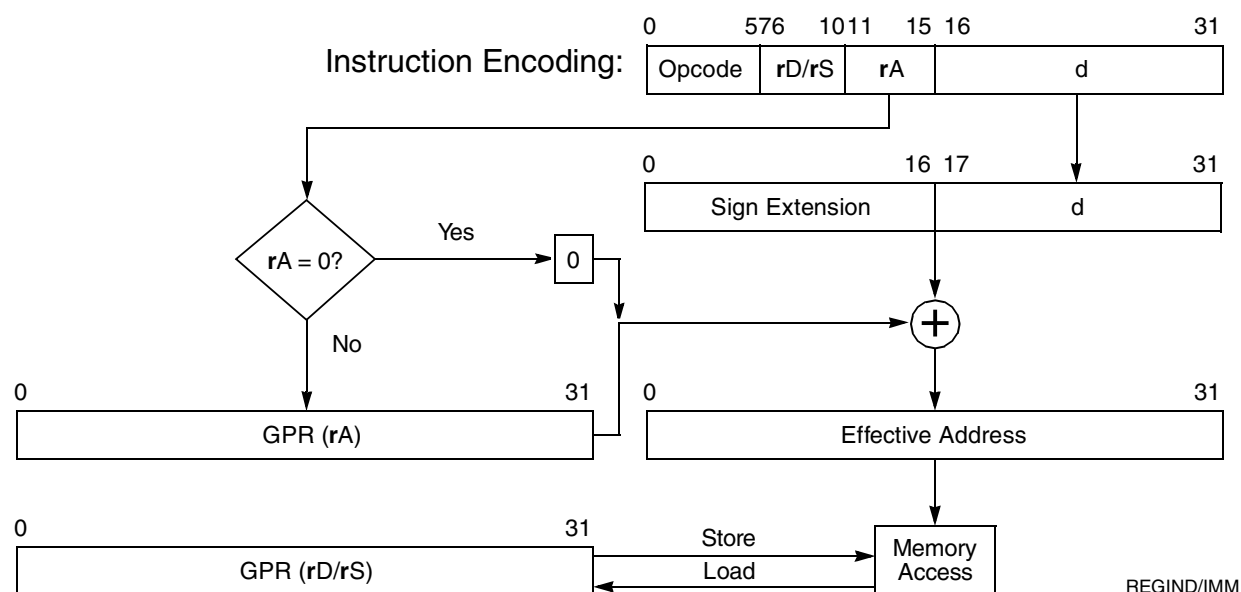 0 576 1011 15 16 31
Instruction Encoding: Opcode rD/rS rA d
0 16 17 31
Sign Extension d
Yes
rA = 0? 0
+
No
0 31 0 31
GPR (rA) Effective Address
0 31
Store
GPR (rD/rS) Load Memory
Access
REGIND/IMM